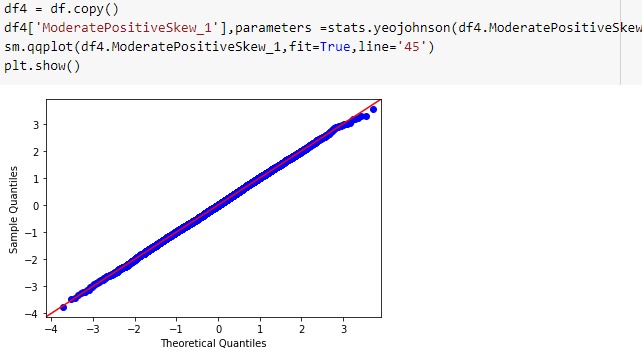 df4 = df.copy()
df4['ModeratePositiveSkew_1'],parameters =stats.yeojohnson(df4.ModeratePositiveSkew
sm.qqplot(df4.ModeratePositiveSkew_1,fit=True,line='45')
plt.show()
3
2
1
0
−1
−2
−3
−4
Sample Quantiles
−4 −3 −2 −1 0 1 2 3
Theoretical Quantiles